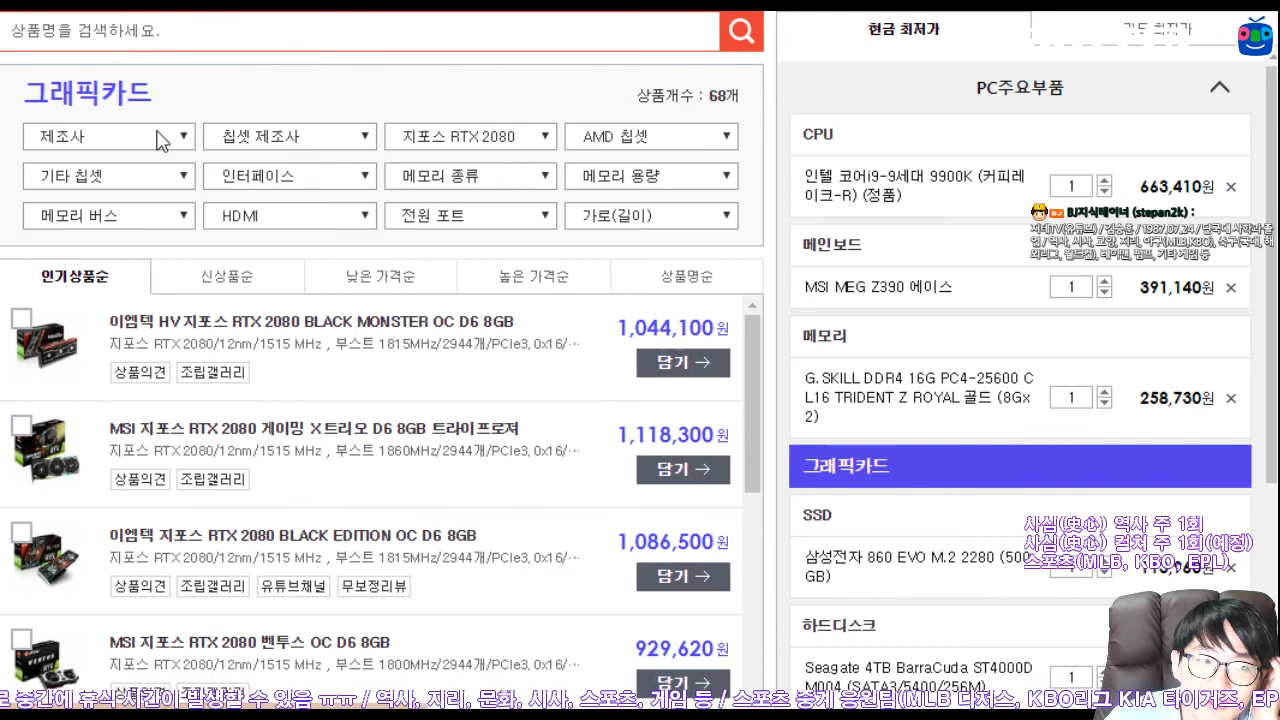 상품명을 검색하세요.
그래픽카드
상품개수 : 68개
제조사 칩셋 제조사 지포스 RTX 2080 AMD 칩셋
기타 칩셋 인터페이스 메모리 종류 메모리 용량
메모리 버스 HDMI 전원 포트 가로(길이)
인기상품순 신상품순 낮은 가격순 높은 가격순 상품명순
이엠텍 HV 지포스 RTX 2080 BLACK MONSTER OC D6 8GB
1,044,100 원
지포스 RTX 2080/12nm/1515 MHz , 부스트 1815MHz/2944개/PCIe3,0x16/···
담기 →
상품의견 조립갤러리
MSI 지포스 RTX 2080 게이밍 X 트리오 D6 8GB 트라이프로져
1,118,300 원
지포스 RTX 2080/12nm/1515 MHz , 부스트 1860MHz/2944개/PCIe3,0x16/···
담기 →
상품의견 조립갤러리
이엠텍 지포스 RTX 2080 BLACK EDITION OC D6 8GB
1,086,500 원
지포스 RTX 2080/12nm/1515 MHz , 부스트 1815MHz/2944개/PCIe3,0x16/···
담기 →
상품의견 조립갤러리 유튜브채널 무보정리뷰
MSI 지포스 RTX 2080 벤투스 OC D6 8GB
929,620 원
지포스 RTX 2080/12nm/1515 MHz , 부스트 1800MHz/2944개/PCIe3,0x16/···
담기 →
현금 최저가
카드 최저가
PC주요부품
CPU
인텔 코어i9-9세대 9900K (커피레
이크-R) (정품)
1 663,410원 ×
BJ BJ지식테이너 (stepan2k) :
메인보드
MSI MEG Z390 에이스 1 391,140원 ×
메모리
G.SKILL DDR4 16G PC4-25600 C
L16 TRIDENT Z ROYAL 골드 (8Gx
2)
1 258,730원 ×
그래픽카드
SSD
삼성전자 860 EVO M.2 2280 (500
GB)
사심(史心) 역사 주 1회
사심(史心) 컬쳐 주 1회(예정)
스포츠(MLB, KBO, EPL)
하드디스크
Seagate 4TB BarraCuda ST4000D
M004 (SATA3/5400/256M)
1
로 중간에 휴식 시간이 발생할 수 있음 ㅠㅠ / 역사, 지리, 문화, 시사, 스포츠, 게임 등 / 스포츠 중계 응원팀(MLB 다저스, KBO리그 KIA 타이거즈, EP